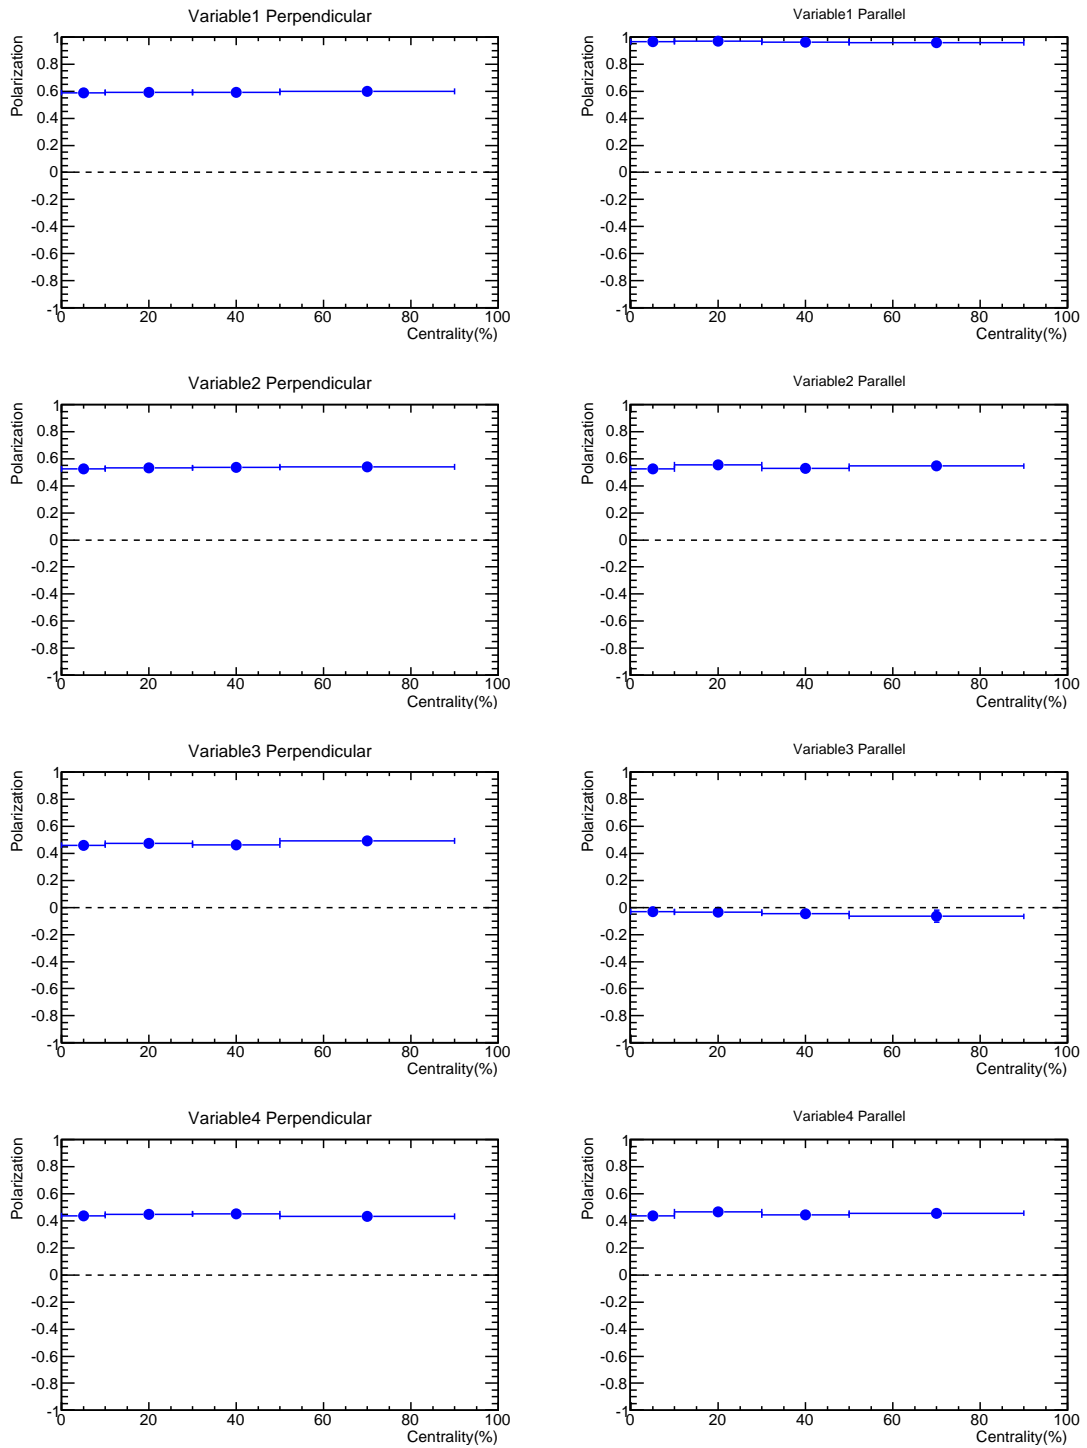 Variable1 Perpendicular
Polarization
1
0.8
0.6
0.4
0.2
0
-0.2
-0.4
-0.6
-0.8
-1
0 20 40 60 80 100
Centrality(%)
Variable1 Parallel
Polarization
1
0.8
0.6
0.4
0.2
0
-0.2
-0.4
-0.6
-0.8
-1
0 20 40 60 80 100
Centrality(%)
Variable2 Perpendicular
Polarization
1
0.8
0.6
0.4
0.2
0
-0.2
-0.4
-0.6
-0.8
-1
0 20 40 60 80 100
Centrality(%)
Variable2 Parallel
Polarization
1
0.8
0.6
0.4
0.2
0
-0.2
-0.4
-0.6
-0.8
-1
0 20 40 60 80 100
Centrality(%)
Variable3 Perpendicular
Polarization
1
0.8
0.6
0.4
0.2
0
-0.2
-0.4
-0.6
-0.8
-1
0 20 40 60 80 100
Centrality(%)
Variable3 Parallel
Polarization
1
0.8
0.6
0.4
0.2
0
-0.2
-0.4
-0.6
-0.8
-1
0 20 40 60 80 100
Centrality(%)
Variable4 Perpendicular
Polarization
1
0.8
0.6
0.4
0.2
0
-0.2
-0.4
-0.6
-0.8
-1
0 20 40 60 80 100
Centrality(%)
Variable4 Parallel
Polarization
1
0.8
0.6
0.4
0.2
0
-0.2
-0.4
-0.6
-0.8
-1
0 20 40 60 80 100
Centrality(%)